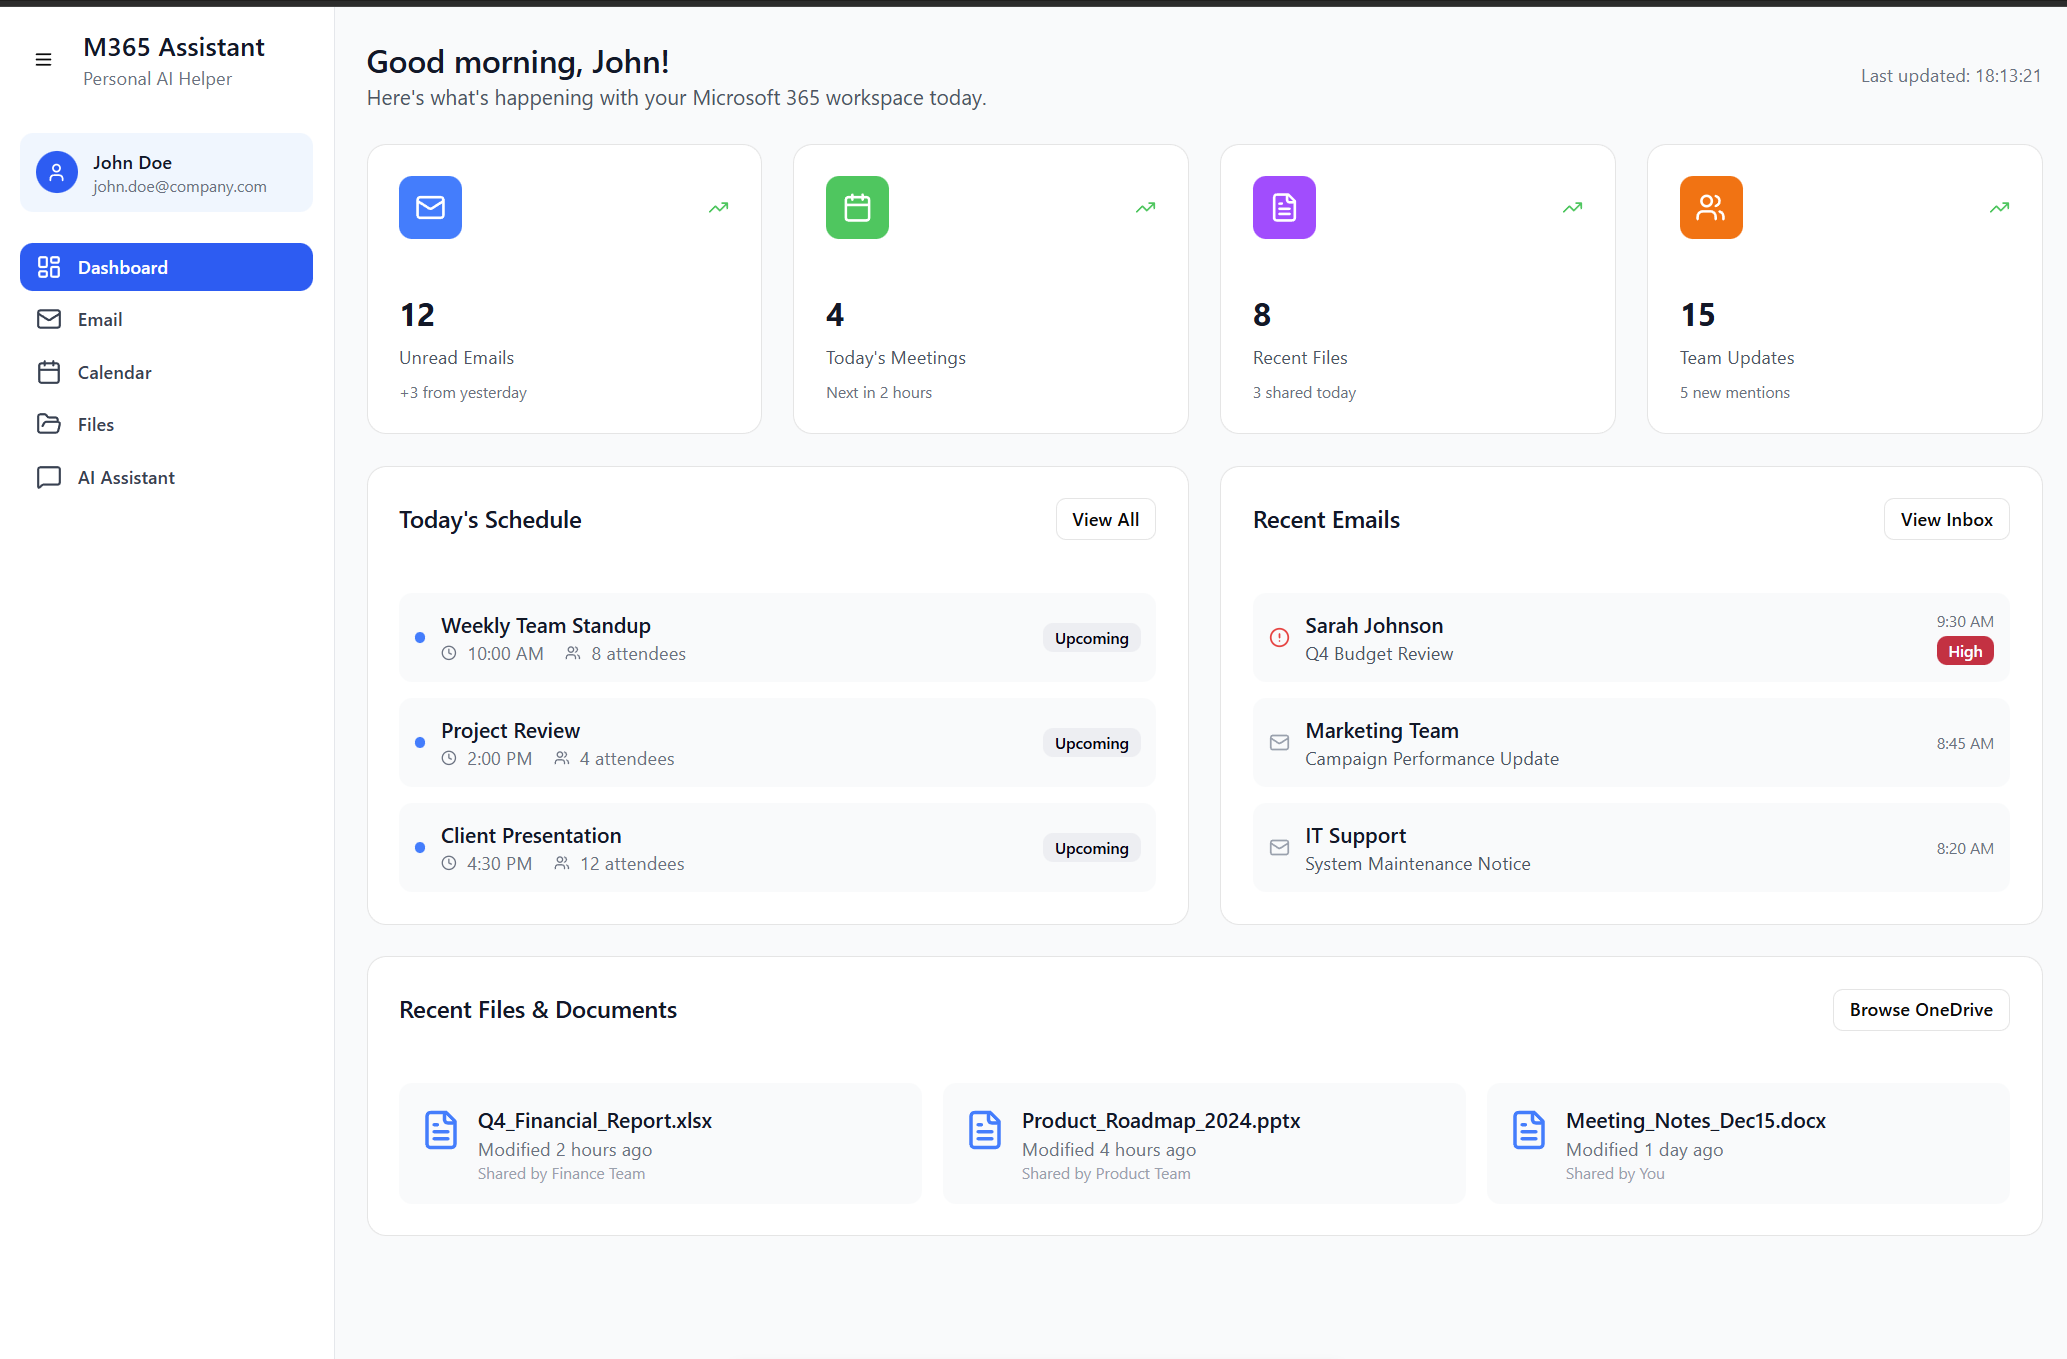 M365 Assistant
Personal AI Helper
John Doe
john.doe@company.com
Dashboard
Email
Calendar
Files
AI Assistant
Good morning, John!
Here's what's happening with your Microsoft 365 workspace today.
Last updated: 18:13:21
12
Unread Emails
+3 from yesterday
4
Today's Meetings
Next in 2 hours
8
Recent Files
3 shared today
15
Team Updates
5 new mentions
Today's Schedule
View All
Weekly Team Standup
10:00 AM 8 attendees
Upcoming
Project Review
2:00 PM 4 attendees
Upcoming
Client Presentation
4:30 PM 12 attendees
Upcoming
Recent Emails
View Inbox
Sarah Johnson
Q4 Budget Review
9:30 AM
High
Marketing Team
Campaign Performance Update
8:45 AM
IT Support
System Maintenance Notice
8:20 AM
Recent Files & Documents
Browse OneDrive
Q4_Financial_Report.xlsx
Modified 2 hours ago
Shared by Finance Team
Product_Roadmap_2024.pptx
Modified 4 hours ago
Shared by Product Team
Meeting_Notes_Dec15.docx
Modified 1 day ago
Shared by You